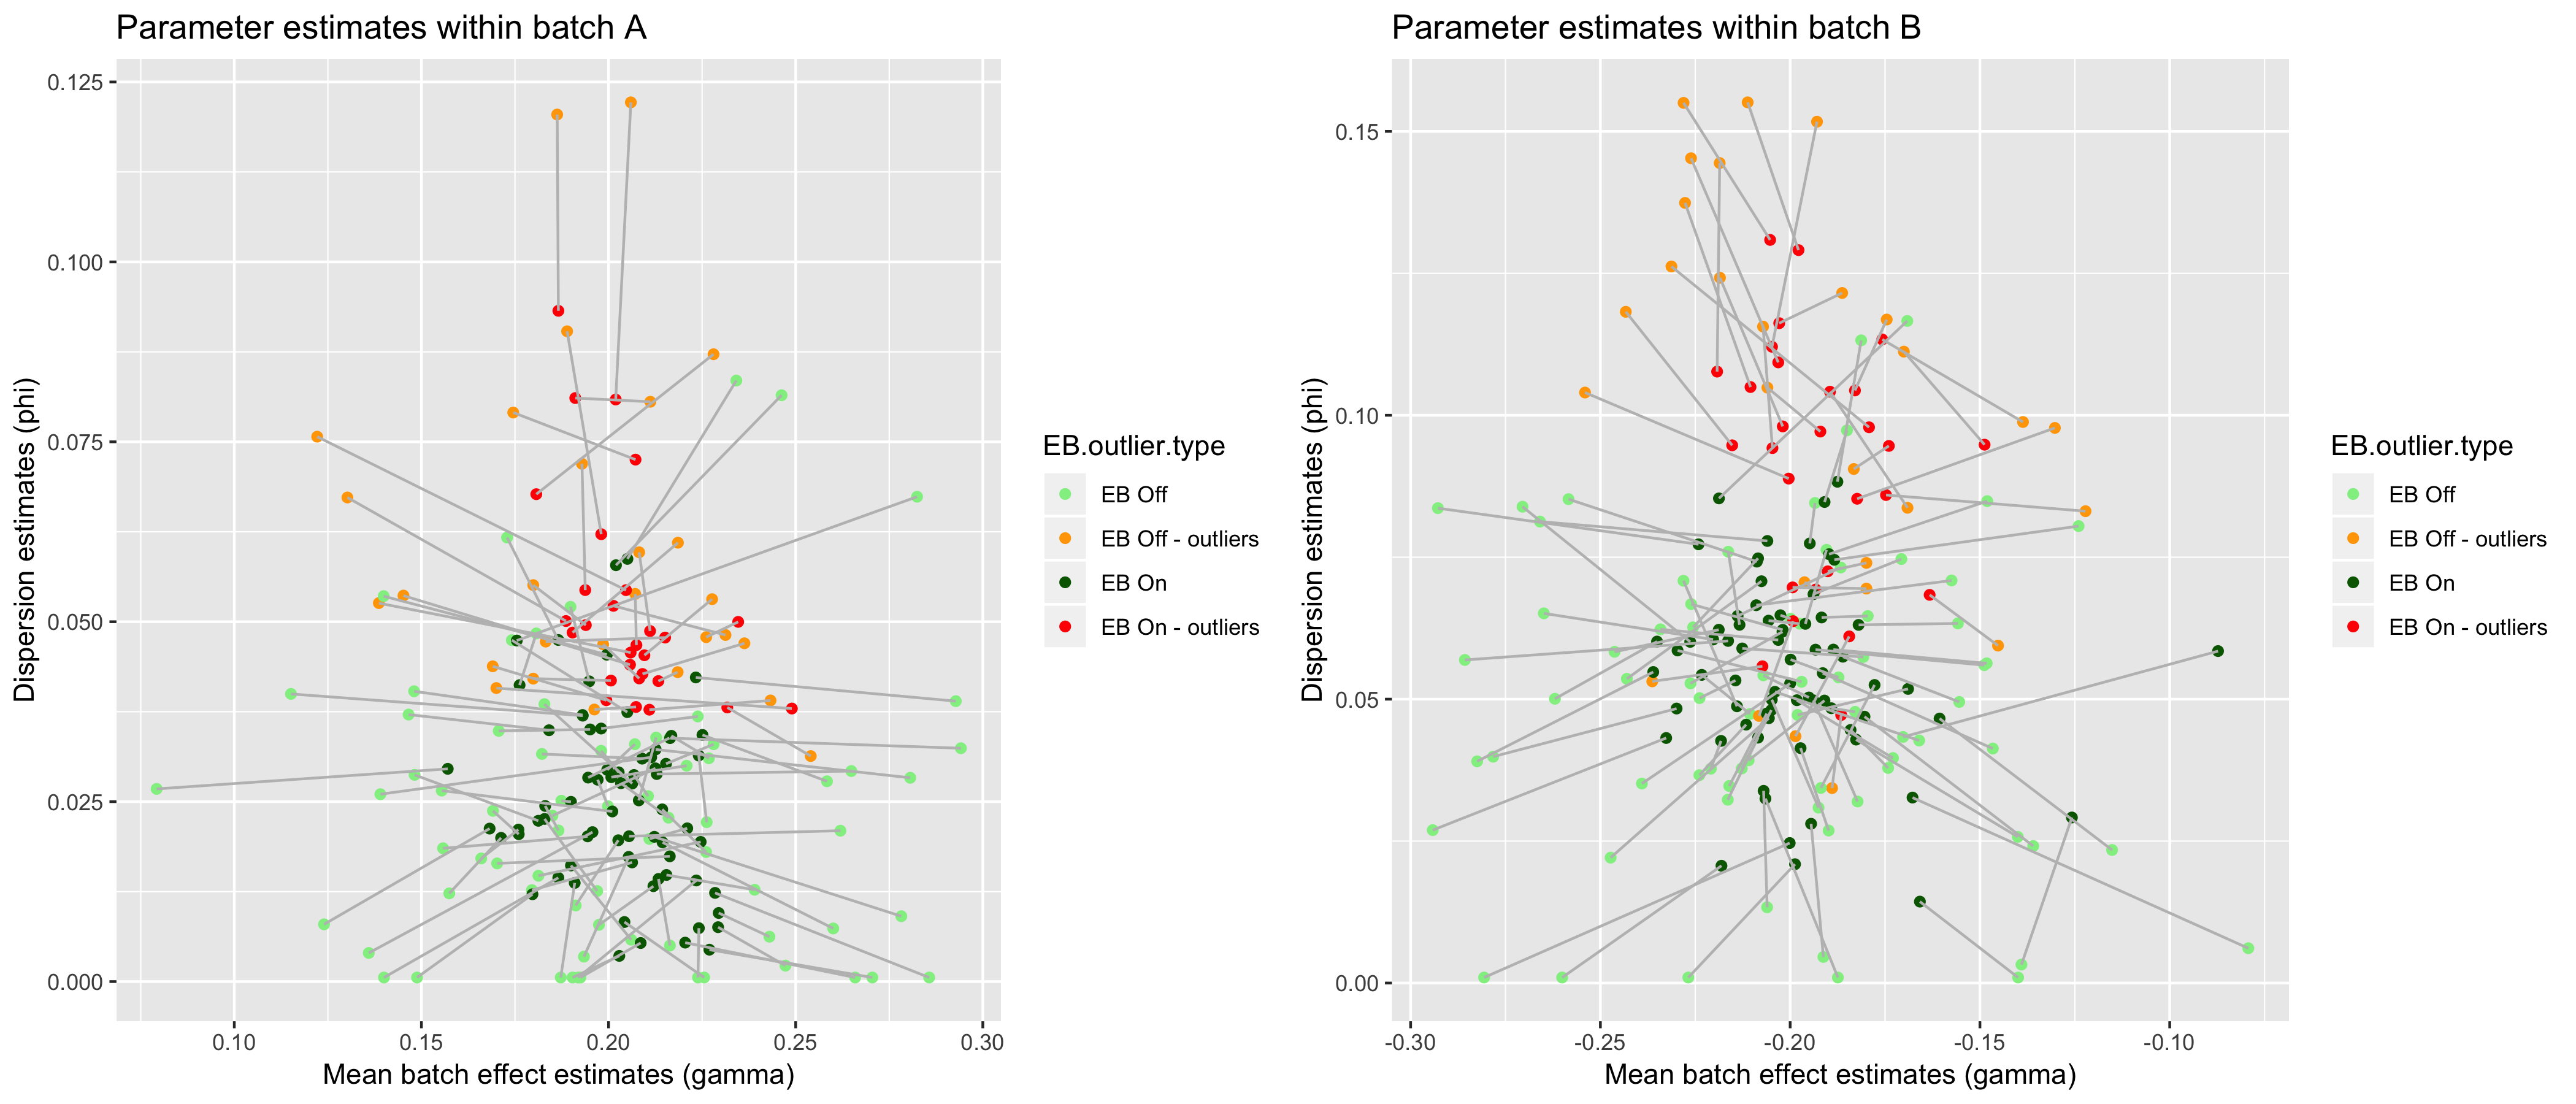 Parameter estimates within batch A
Dispersion estimates (phi)
0.125
0.100
0.075
0.050
0.025
0.000
0.10
0.15
0.20
0.25
0.30
Mean batch effect estimates (gamma)
EB.outlier.type
EB Off
EB Off - outliers
EB On
EB On - outliers
Parameter estimates within batch B
Dispersion estimates (phi)
0.15
0.10
0.05
0.00
-0.30
-0.25
-0.20
-0.15
-0.10
Mean batch effect estimates (gamma)
EB.outlier.type
EB Off
EB Off - outliers
EB On
EB On - outliers